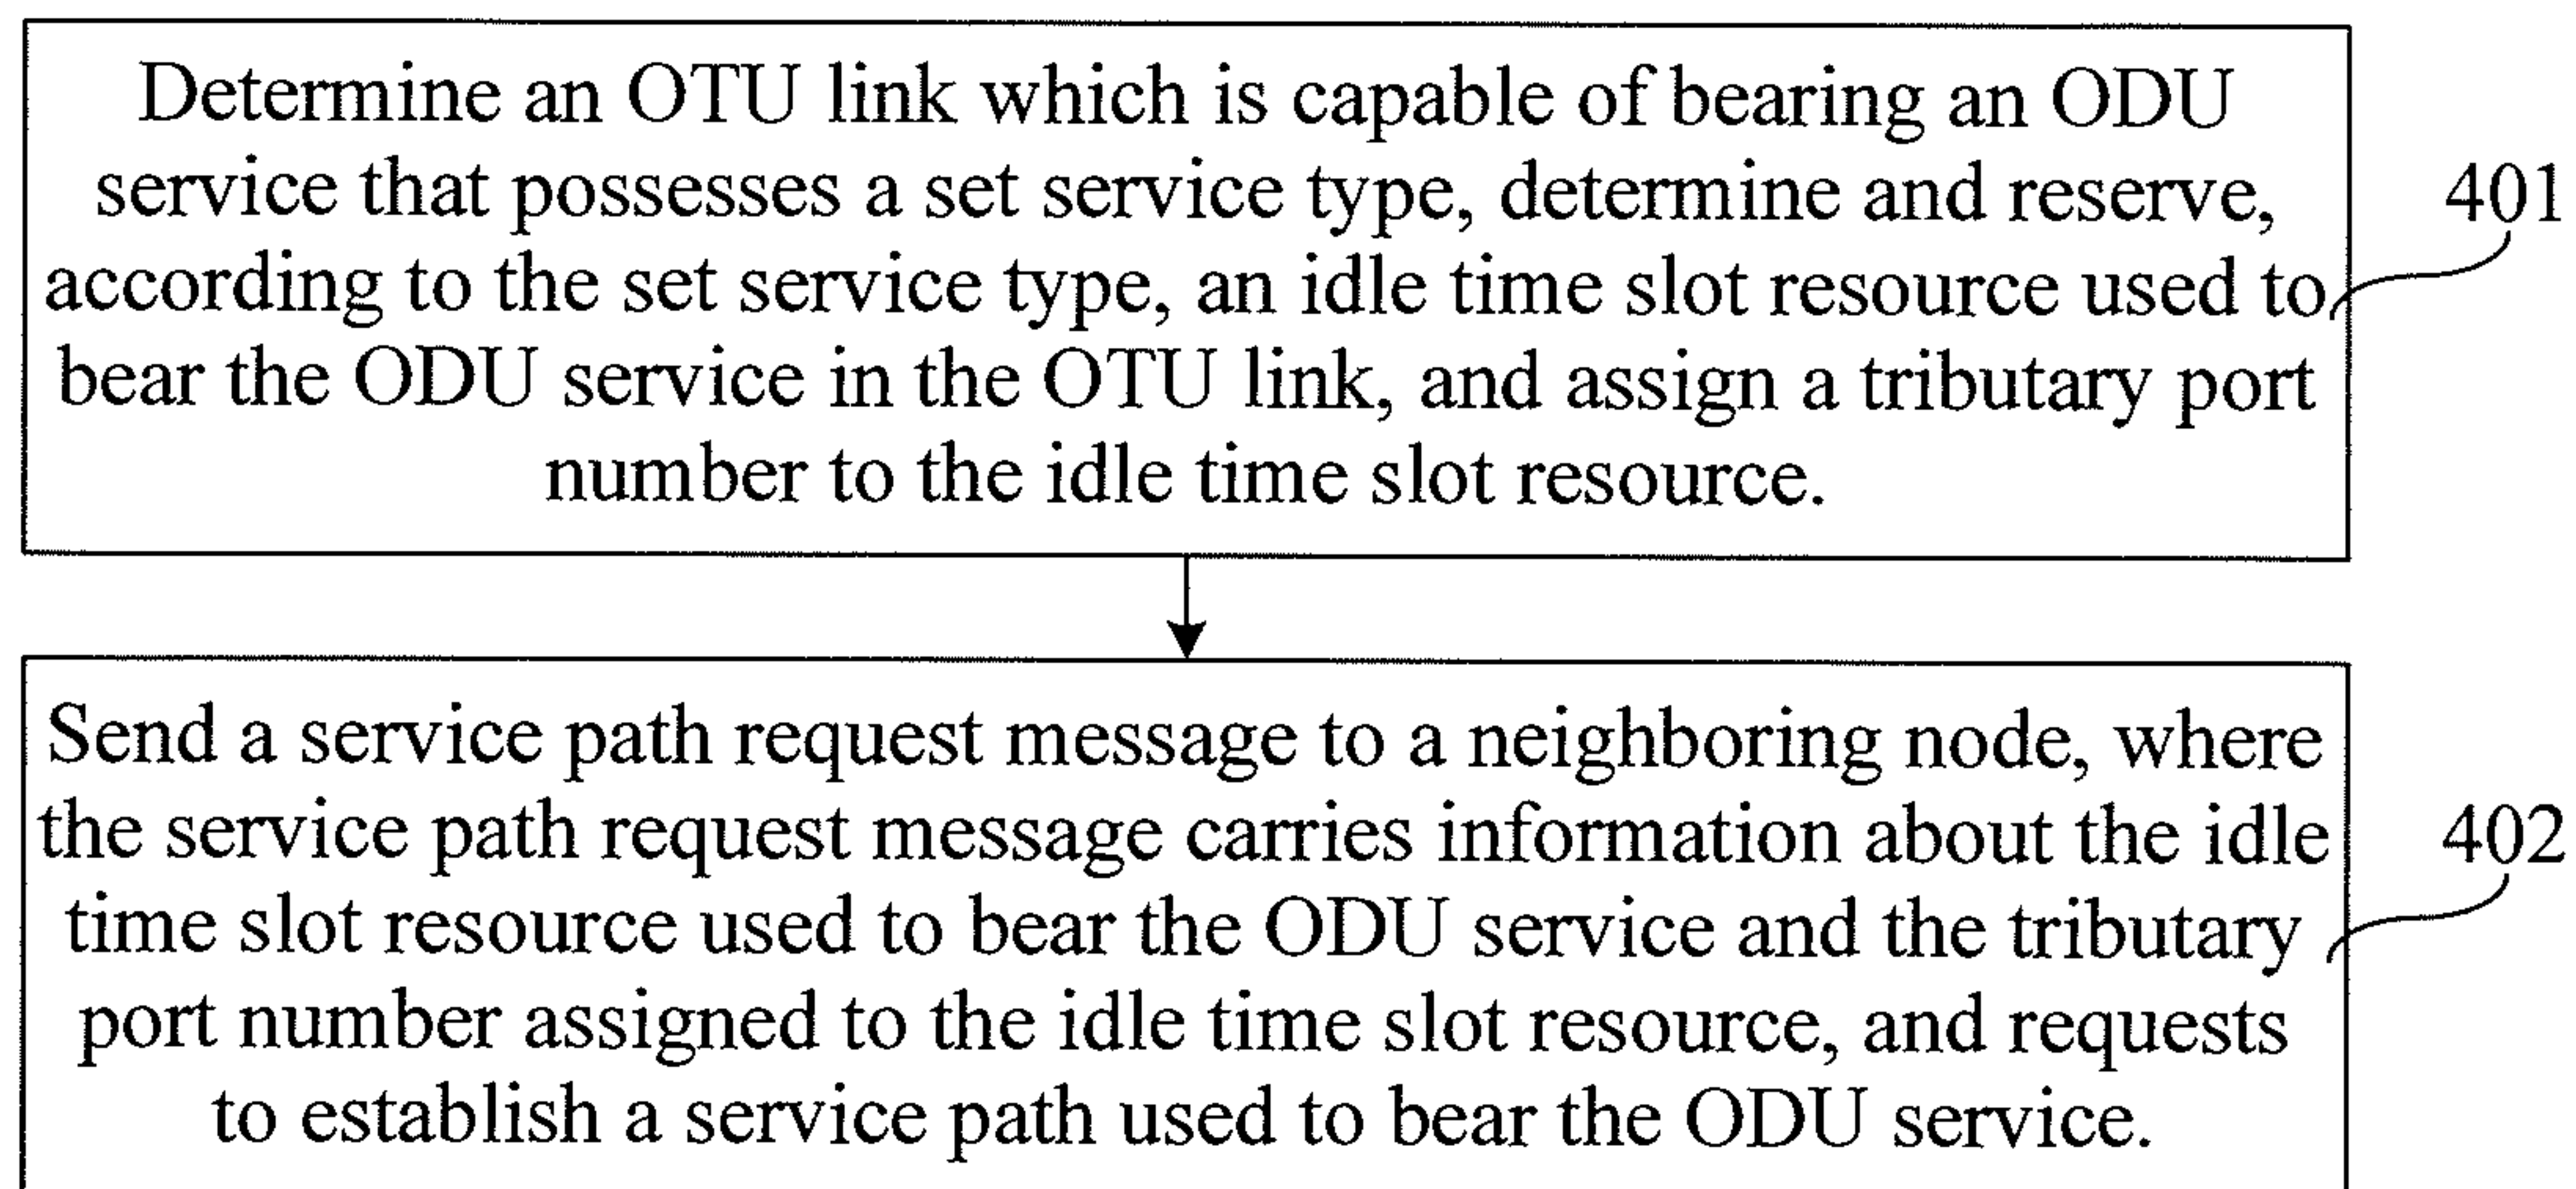 Determine an OTU link which is capable of bearing an ODU
service that possesses a set service type, determine and reserve,
according to the set service type, an idle time slot resource used to
bear the ODU service in the OTU link, and assign a tributary port
number to the idle time slot resource.
401
Send a service path request message to a neighboring node, where
the service path request message carries information about the idle
time slot resource used to bear the ODU service and the tributary
port number assigned to the idle time slot resource, and requests
to establish a service path used to bear the ODU service.
402